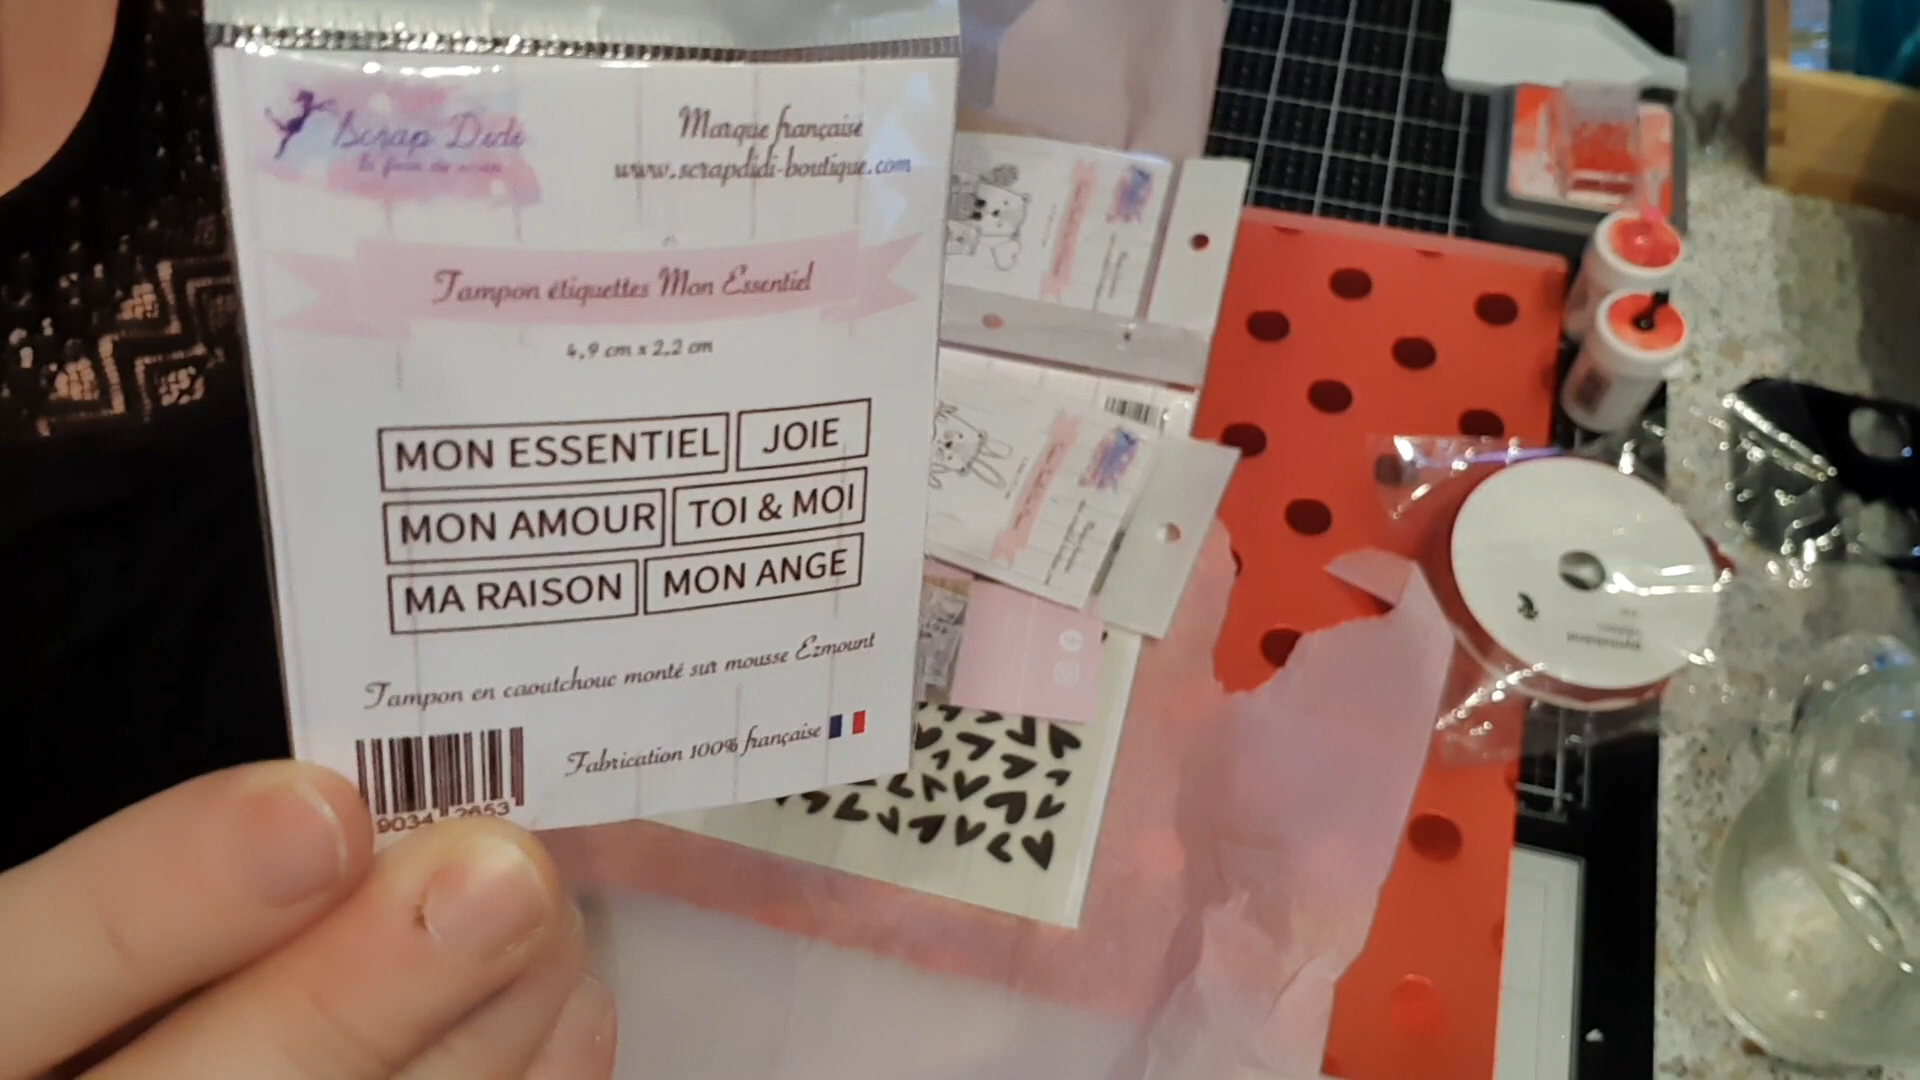 Scrap Didi
Marque française
www.scrapdidi-boutique.com
Tampon étiquettes Mon Essentiel
4,9 cm x 2,2 cm
MON ESSENTIEL
JOIE
MON AMOUR
TOI & MOI
MA RAISON
MON ANGE
Tampon en caoutchouc monté sur mousse Ezmount
Fabrication 100% française
9034 2653